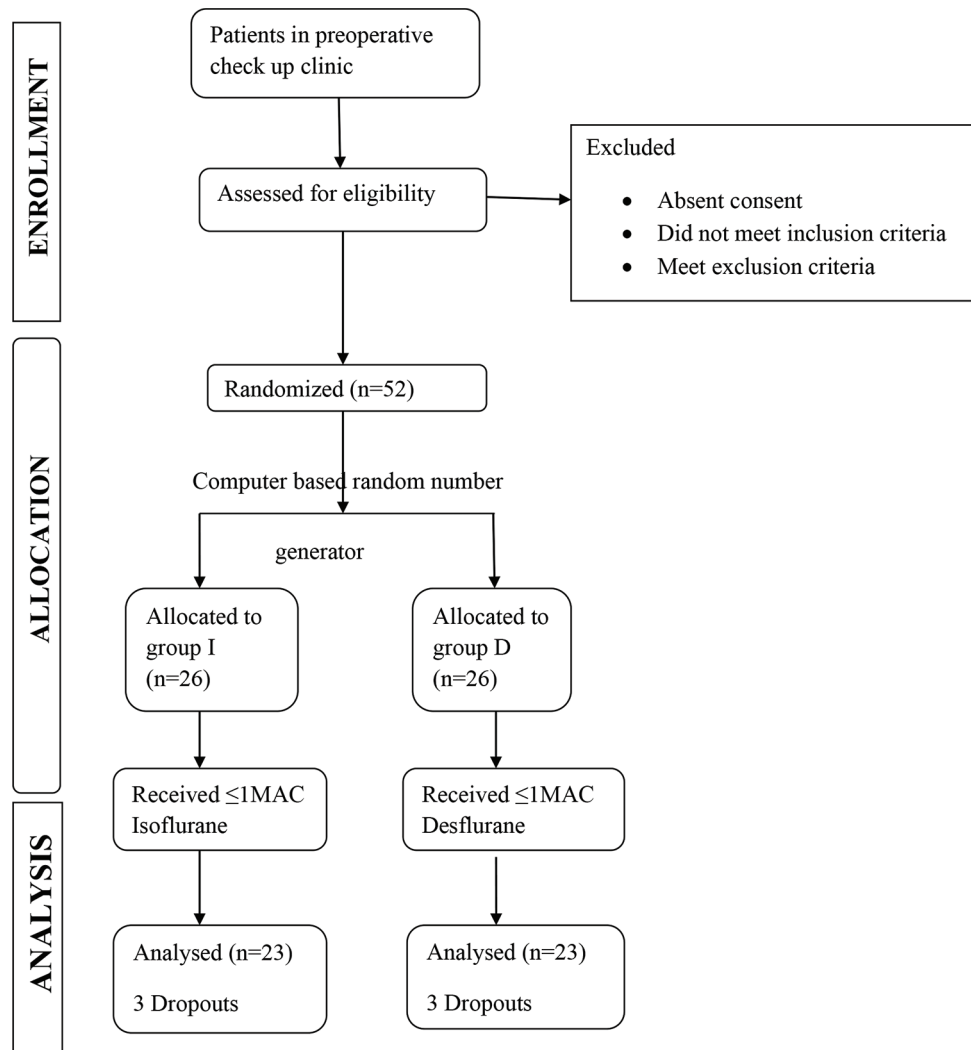 ENROLLMENT
Patients in preoperative
check up clinic
Assessed for eligibility
Excluded
• Absent consent
• Did not meet inclusion criteria
• Meet exclusion criteria
ALLOCATION
Randomized (n=52)
Computer based random number
generator
Allocated to
group I
(n=26)
Allocated to
group D
(n=26)
Received ≤1MAC
Isoflurane
Received ≤1MAC
Desflurane
ANALYSIS
Analysed (n=23)
3 Dropouts
Analysed (n=23)
3 Dropouts